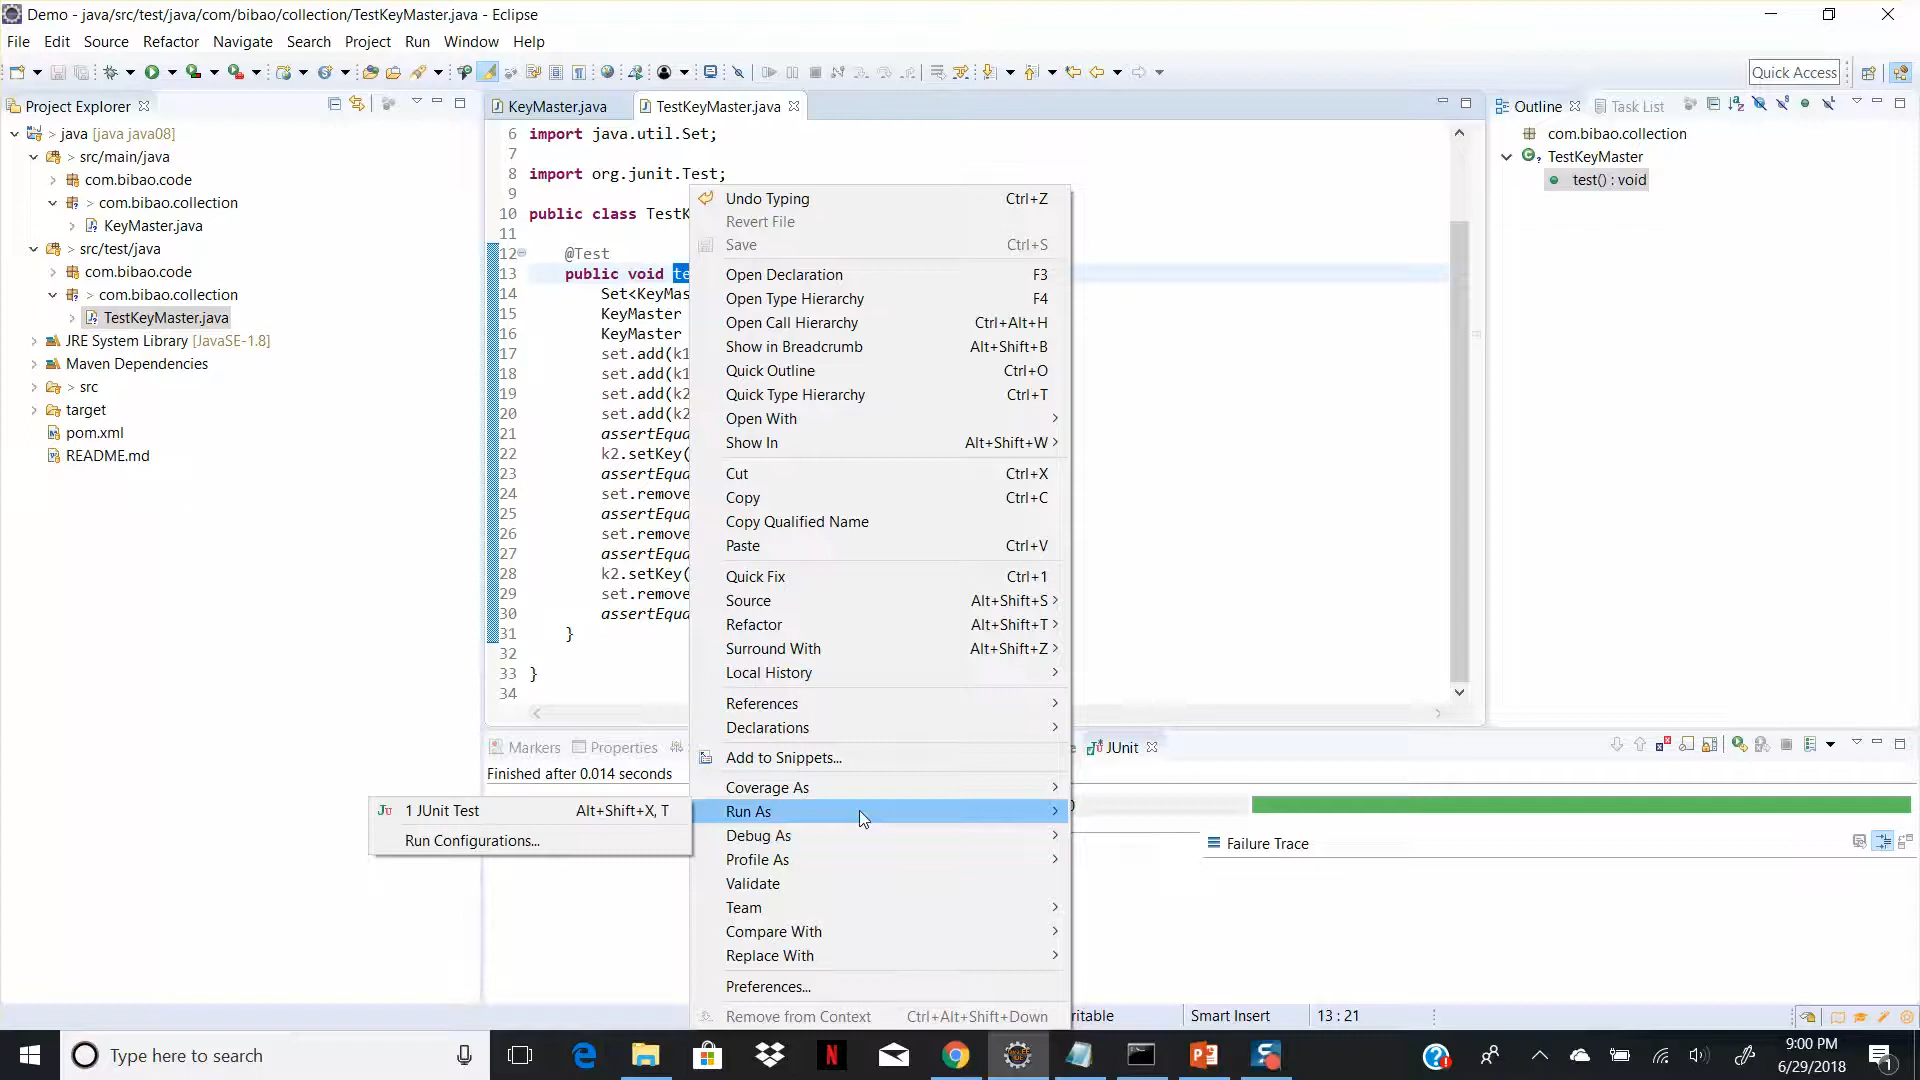 Demo - java/src/test/java/com/bibao/collection/TestKeyMaster.java - Eclipse
File Edit Source Refactor Navigate Search Project Run Window Help
Quick Access
Project Explorer
> java [java java08]
> src/main/java
com.bibao.code
> com.bibao.collection
KeyMaster.java
> src/test/java
com.bibao.code
> com.bibao.collection
TestKeyMaster.java
JRE System Library [JavaSE-1.8]
Maven Dependencies
> src
target
pom.xml
README.md
KeyMaster.java
TestKeyMaster.java
6 import java.util.Set;
7
8 import org.junit.Test;
9
10 public class TestK
11
12 @Test
13 public void te
14 Set<KeyMas
15 KeyMaster
16 KeyMaster
17 set.add(k1
18 set.add(k1
19 set.add(k2
20 set.add(k2
21 assertEqua
22 k2.setKey(
23 assertEqua
24 set.remove
25 assertEqua
26 set.remove
27 assertEqua
28 k2.setKey(
29 set.remove
30 assertEqua
31 }
32
33 }
34
Undo Typing Ctrl+Z
Revert File
Save Ctrl+S
Open Declaration F3
Open Type Hierarchy F4
Open Call Hierarchy Ctrl+Alt+H
Show in Breadcrumb Alt+Shift+B
Quick Outline Ctrl+O
Quick Type Hierarchy Ctrl+T
Open With
Show In Alt+Shift+W
Cut Ctrl+X
Copy Ctrl+C
Copy Qualified Name
Paste Ctrl+V
Quick Fix Ctrl+1
Source Alt+Shift+S
Refactor Alt+Shift+T
Surround With Alt+Shift+Z
Local History
References
Declarations
Add to Snippets...
Coverage As
Run As
Debug As
Profile As
Validate
Team
Compare With
Replace With
Preferences...
Remove from Context Ctrl+Alt+Shift+Down
1 JUnit Test Alt+Shift+X, T
Run Configurations...
Outline Task List
com.bibao.collection
TestKeyMaster
test() : void
Markers Properties
JUnit
Finished after 0.014 seconds
Failure Trace
ritable Smart Insert 13 : 21
Type here to search
9:00 PM
6/29/2018
1